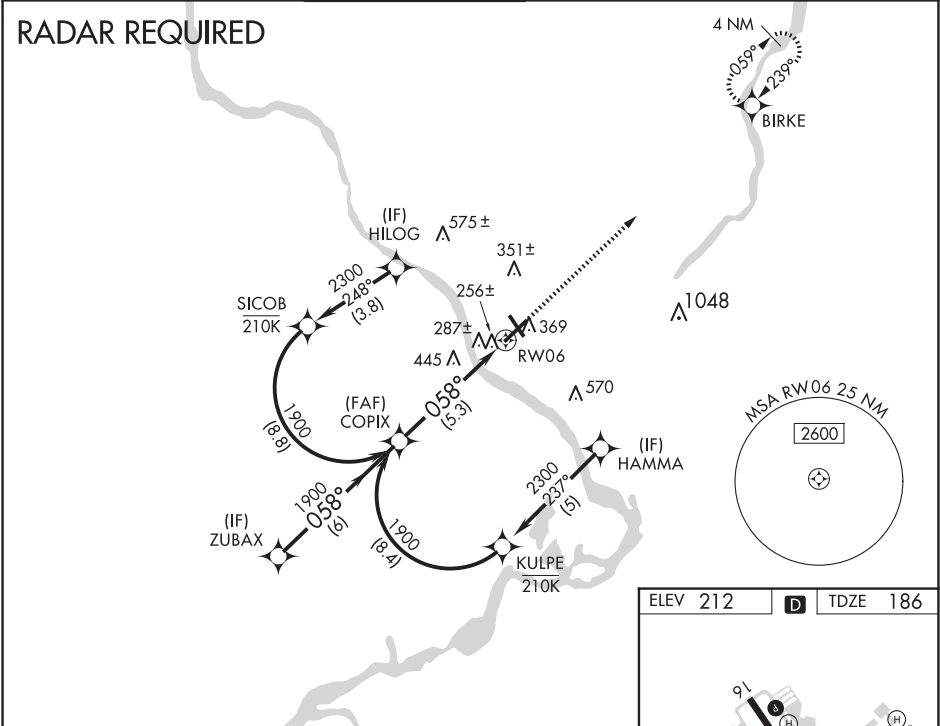 RADAR REQUIRED
4 NM
059°
239°
BIRKE
(IF)
HILOG
575±
351±
2300
248°
(3.8)
SICOB
210K
256±
1048
287±
369
RW06
445
058°
(5.3)
570
(FAF)
COPIX
1900
(8.8)
MSA RW06 25 NM
2600
(IF)
HAMMA
2300
237°
(5)
1900
058°
(6)
(IF)
ZUBAX
1900
(8.4)
KULPE
210K
ELEV 212 D TDZE 186
16
P
H
H